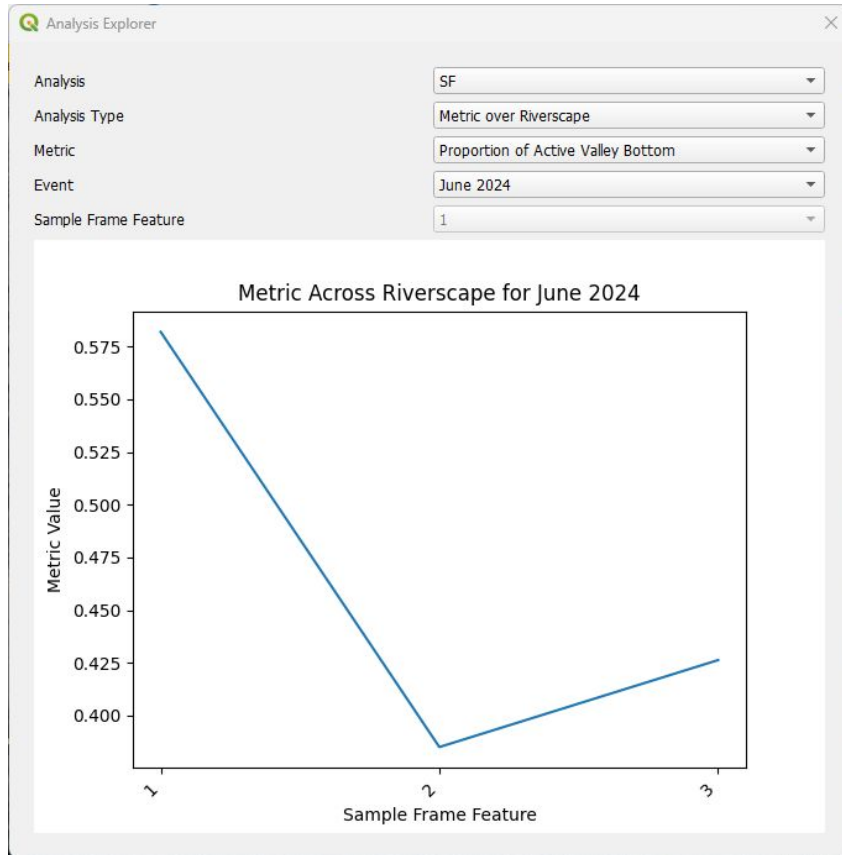 Analysis Explorer
Analysis SF
Analysis Type Metric over Riverscape
Metric Proportion of Active Valley Bottom
Event June 2024
Sample Frame Feature 1
Metric Across Riverscape for June 2024
Metric Value
0.575
0.550
0.525
0.500
0.475
0.450
0.425
0.400
1 2 3
Sample Frame Feature